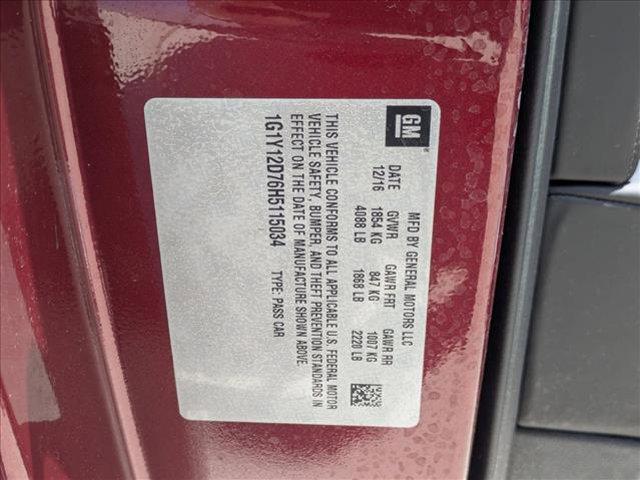 GM
MFD BY GENERAL MOTORS LLC
DATE GVWR GAWR FRT GAWR RR
12/16 1854 KG 847 KG 1007 KG
4088 LB 1868 LB 2220 LB
THIS VEHICLE CONFORMS TO ALL APPLICABLE U.S. FEDERAL MOTOR
VEHICLE SAFETY, BUMPER, AND THEFT PREVENTION STANDARDS IN
EFFECT ON THE DATE OF MANUFACTURE SHOWN ABOVE.
1G1Y12D76H5115034 TYPE: PASS CAR